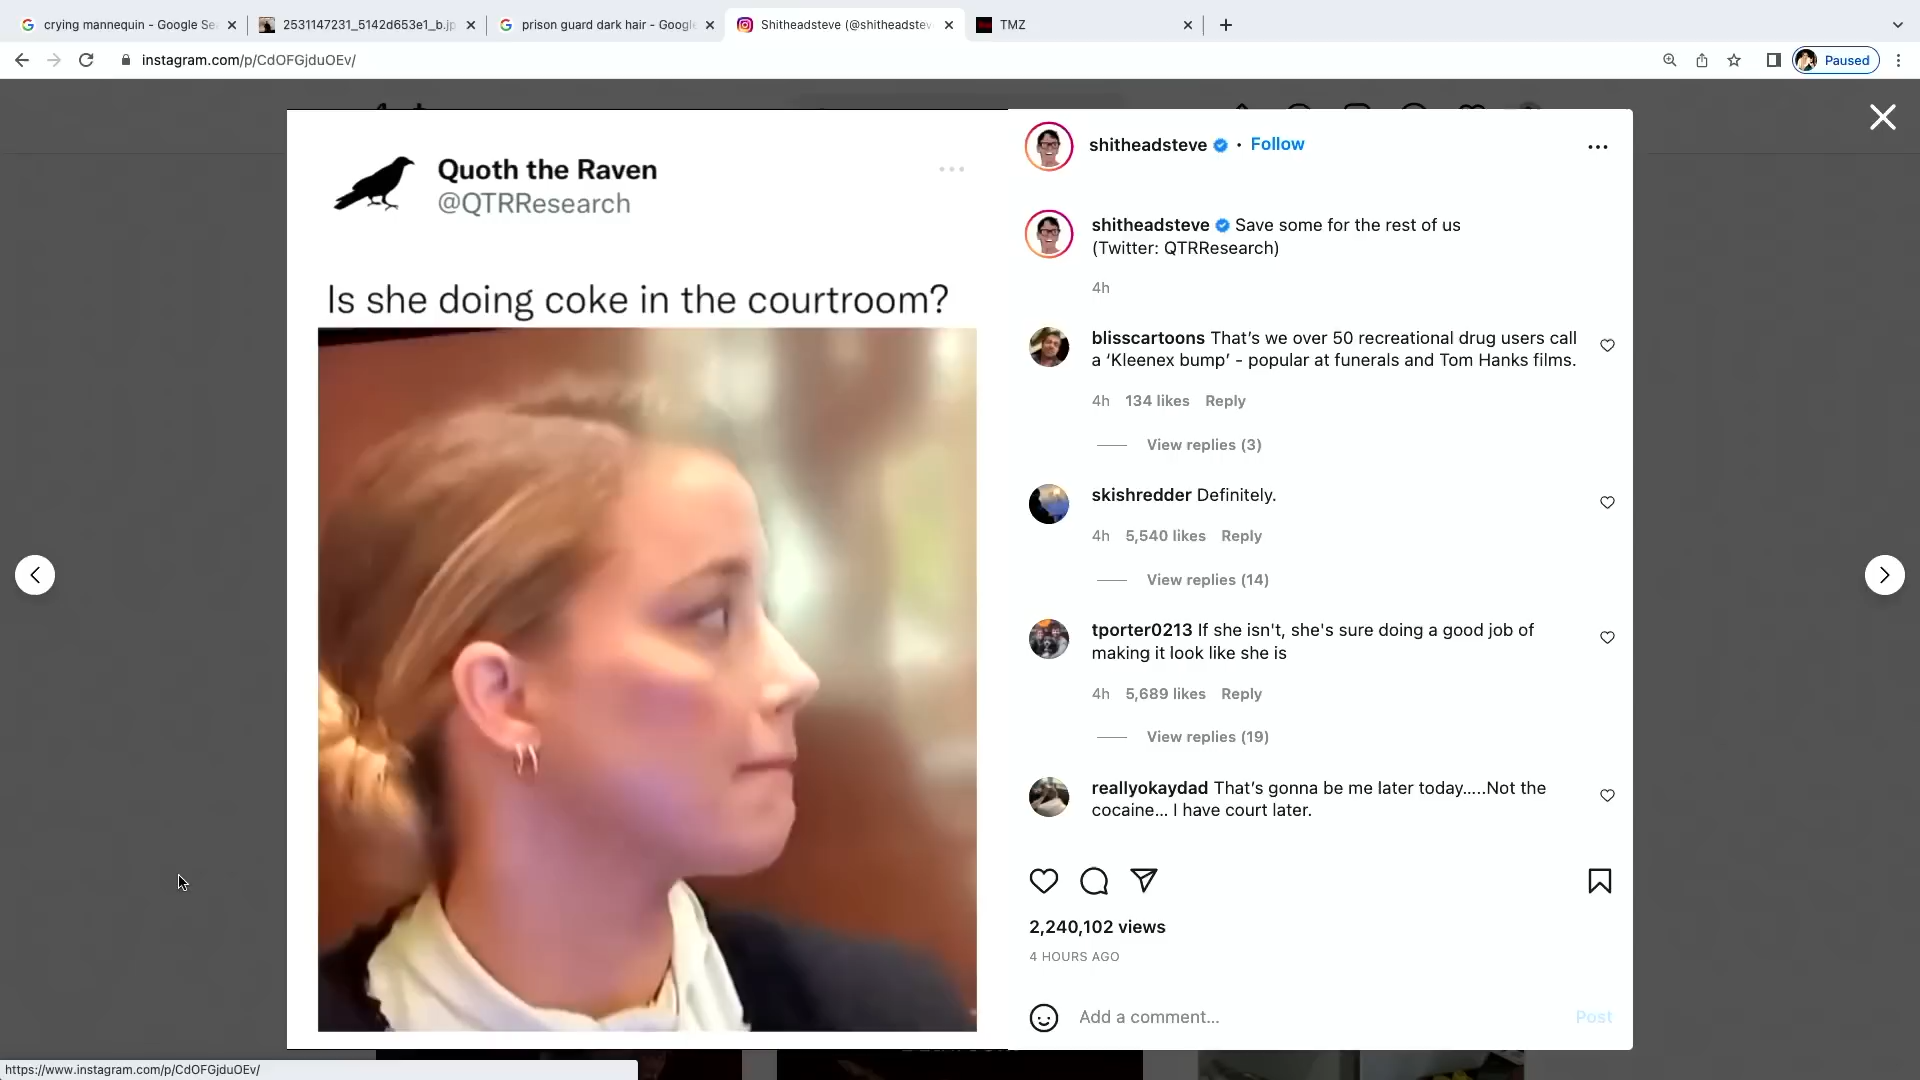 crying mannequin - Google Se
2531147231_5142d653e1_b.jp
prison guard dark hair - Google
Shitheadsteve (@shitheadstev
TMZ
instagram.com/p/CdOFGjduOEv/
Paused
Quoth the Raven
@QTRResearch
Is she doing coke in the courtroom?
shitheadsteve • Follow
shitheadsteve Save some for the rest of us
(Twitter: QTRResearch)
4h
blisscartoons That’s we over 50 recreational drug users call
a ‘Kleenex bump’ - popular at funerals and Tom Hanks films.
4h 134 likes Reply
View replies (3)
skishredder Definitely.
4h 5,540 likes Reply
View replies (14)
tporter0213 If she isn't, she's sure doing a good job of
making it look like she is
4h 5,689 likes Reply
View replies (19)
reallyokaydad That’s gonna be me later today.....Not the
cocaine... I have court later.
2,240,102 views
4 HOURS AGO
Add a comment...
Post
https://www.instagram.com/p/CdOFGjduOEv/